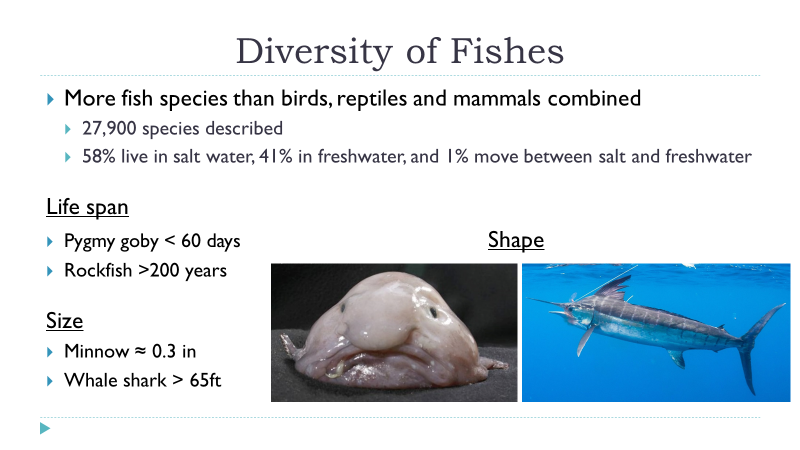 Diversity of Fishes
More fish species than birds, reptiles and mammals combined
27,900 species described
58% live in salt water, 41% in freshwater, and 1% move between salt and freshwater
Life span
Pygmy goby < 60 days
Rockfish >200 years
Shape
Size
Minnow ≈ 0.3 in
Whale shark > 65ft